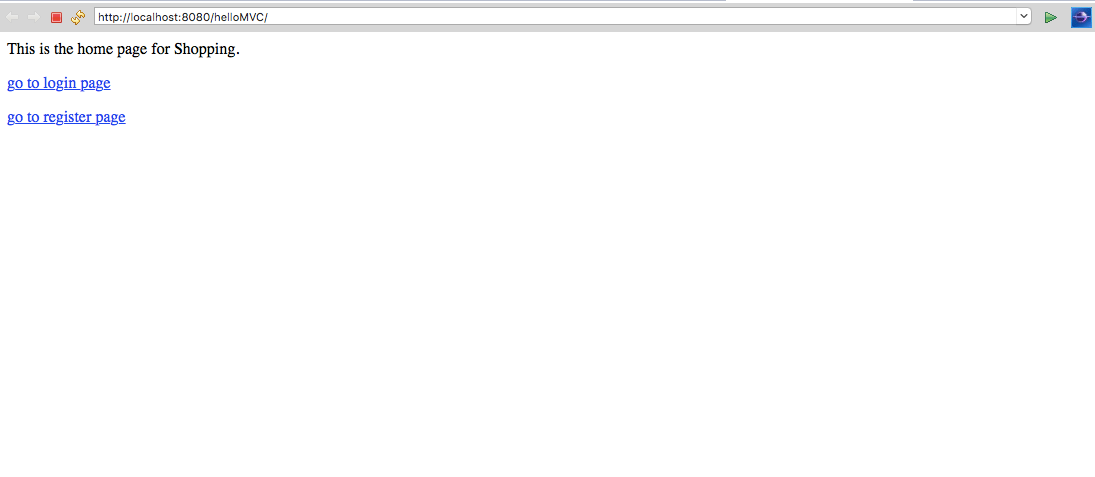 http://localhost:8080/helloMVC/
This is the home page for Shopping.
go to login page
go to register page